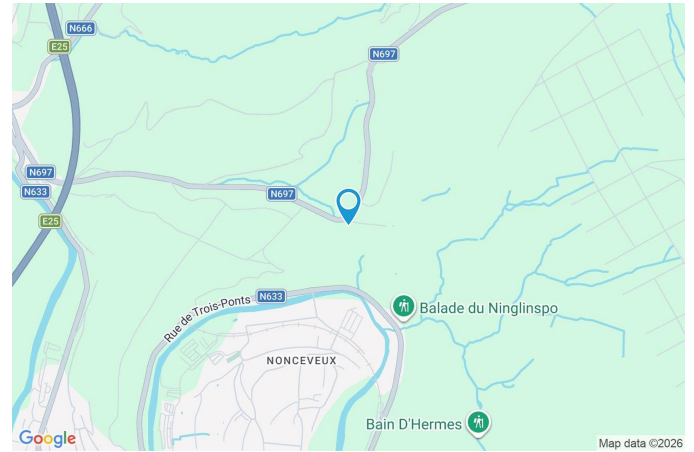 N666
E25
N697
N697
N633
N697
E25
Rue de Trois-Ponts
N633
Balade du Ninglinspo
NONCEVEUX
Bain D'Hermes
Google
Map data ©2026